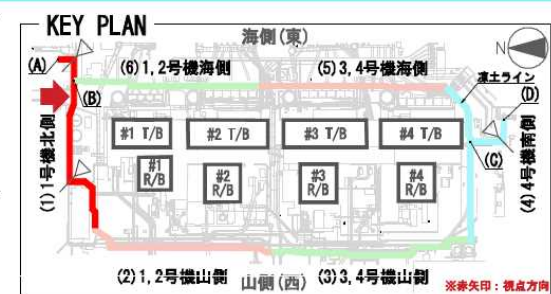 KEY PLAN
海側(東)
N
(A)
(6)1,2号機海側
(5)3,4号機海側
凍土ライン
(B)
(D)
#1 T/B
#2 T/B
#3 T/B
#4 T/B
(C)
#1
R/B
#2
R/B
#3
R/B
#4
R/B
(1)1号機北側
(4)4号機南側
(2)1,2号機山側
山側(西)
(3)3,4号機山側
※赤矢印:視点方向